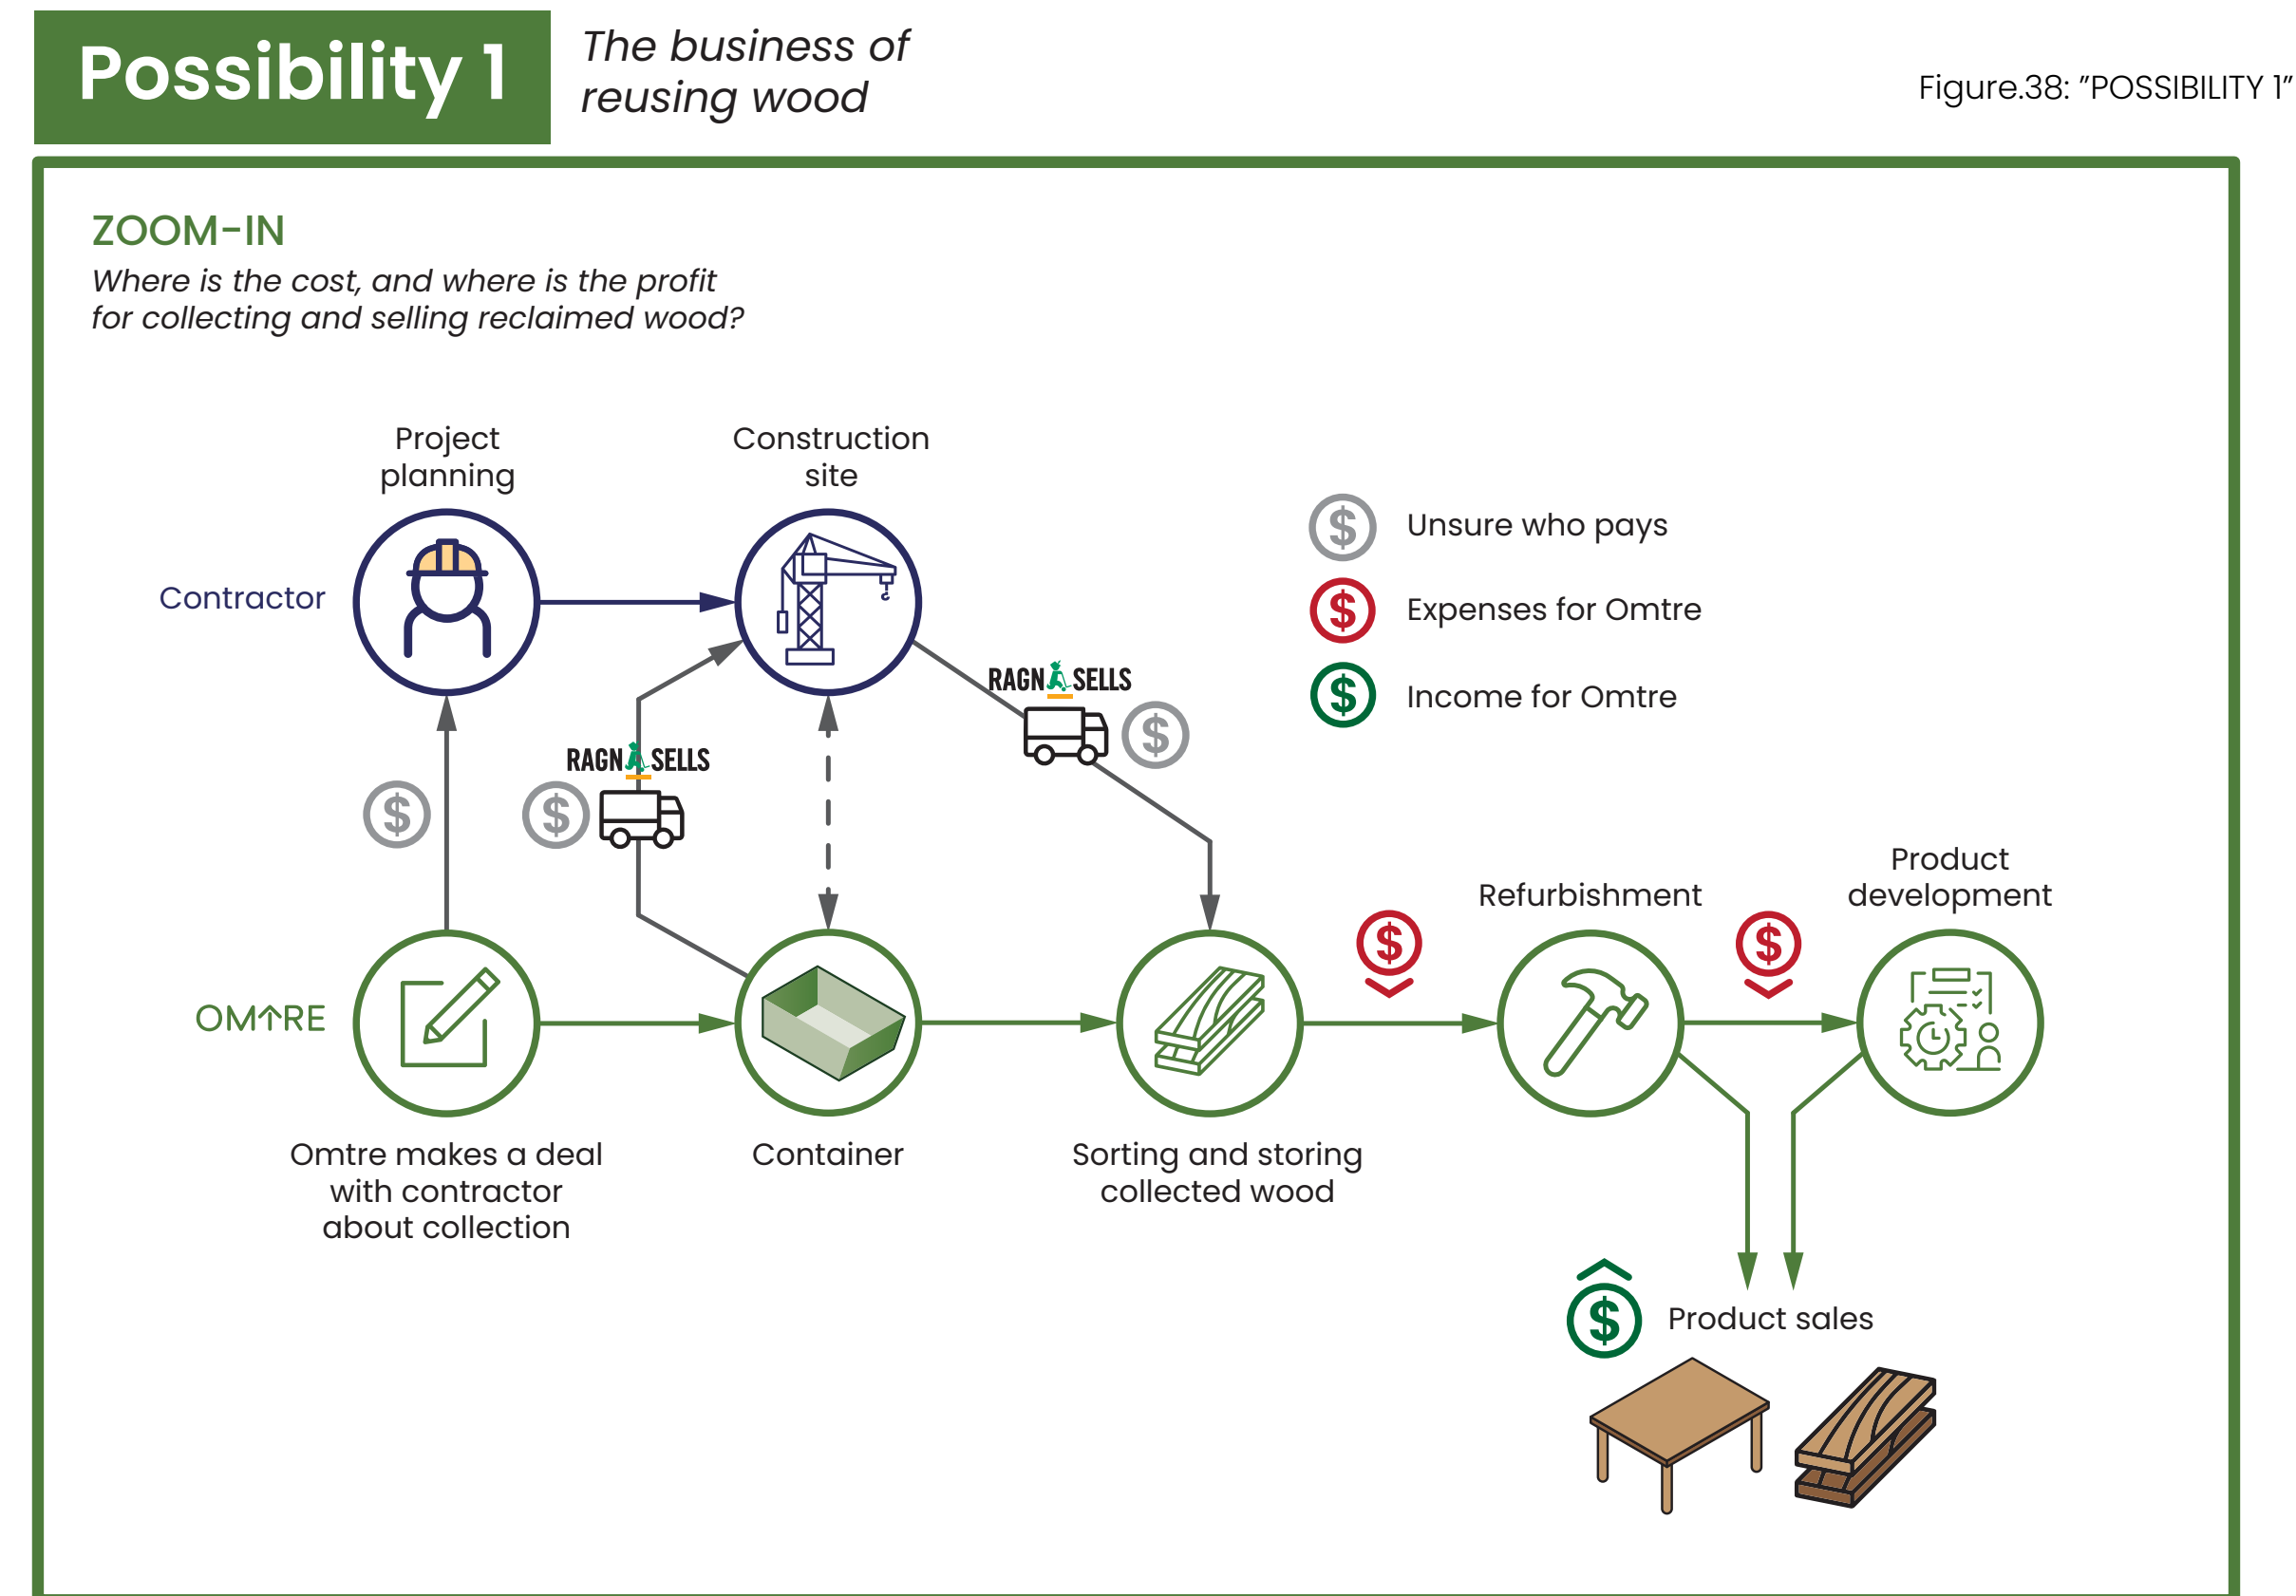 Possibility 1
The business of
reusing wood
Figure.38: ”POSSIBILITY 1”
ZOOM-IN
Where is the cost, and where is the profit
for collecting and selling reclaimed wood?
Project
planning
Construction
site
Contractor
$ Unsure who pays
$ Expenses for Omtre
$ Income for Omtre
RAGN SELLS
$
RAGN SELLS
$
$
Product
development
Refurbishment
$
$
OMTRE
Omtre makes a deal
with contractor
about collection
Container
Sorting and storing
collected wood
$ Product sales